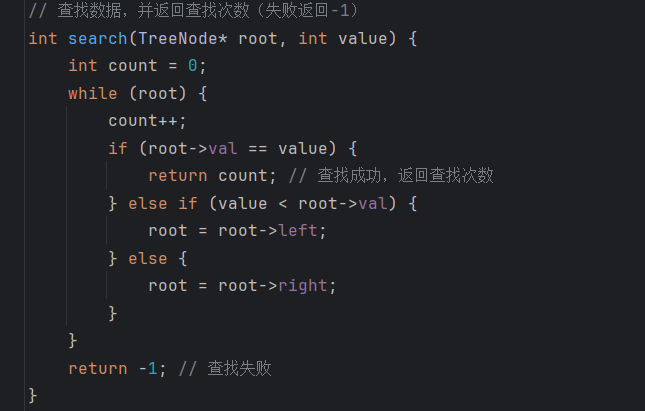 // 查找数据，并返回查找次数（失败返回-1）
int search(TreeNode* root, int value) {
    int count = 0;
    while (root) {
        count++;
        if (root->val == value) {
            return count; // 查找成功，返回查找次数
        } else if (value < root->val) {
            root = root->left;
        } else {
            root = root->right;
        }
    }
    return -1; // 查找失败
}